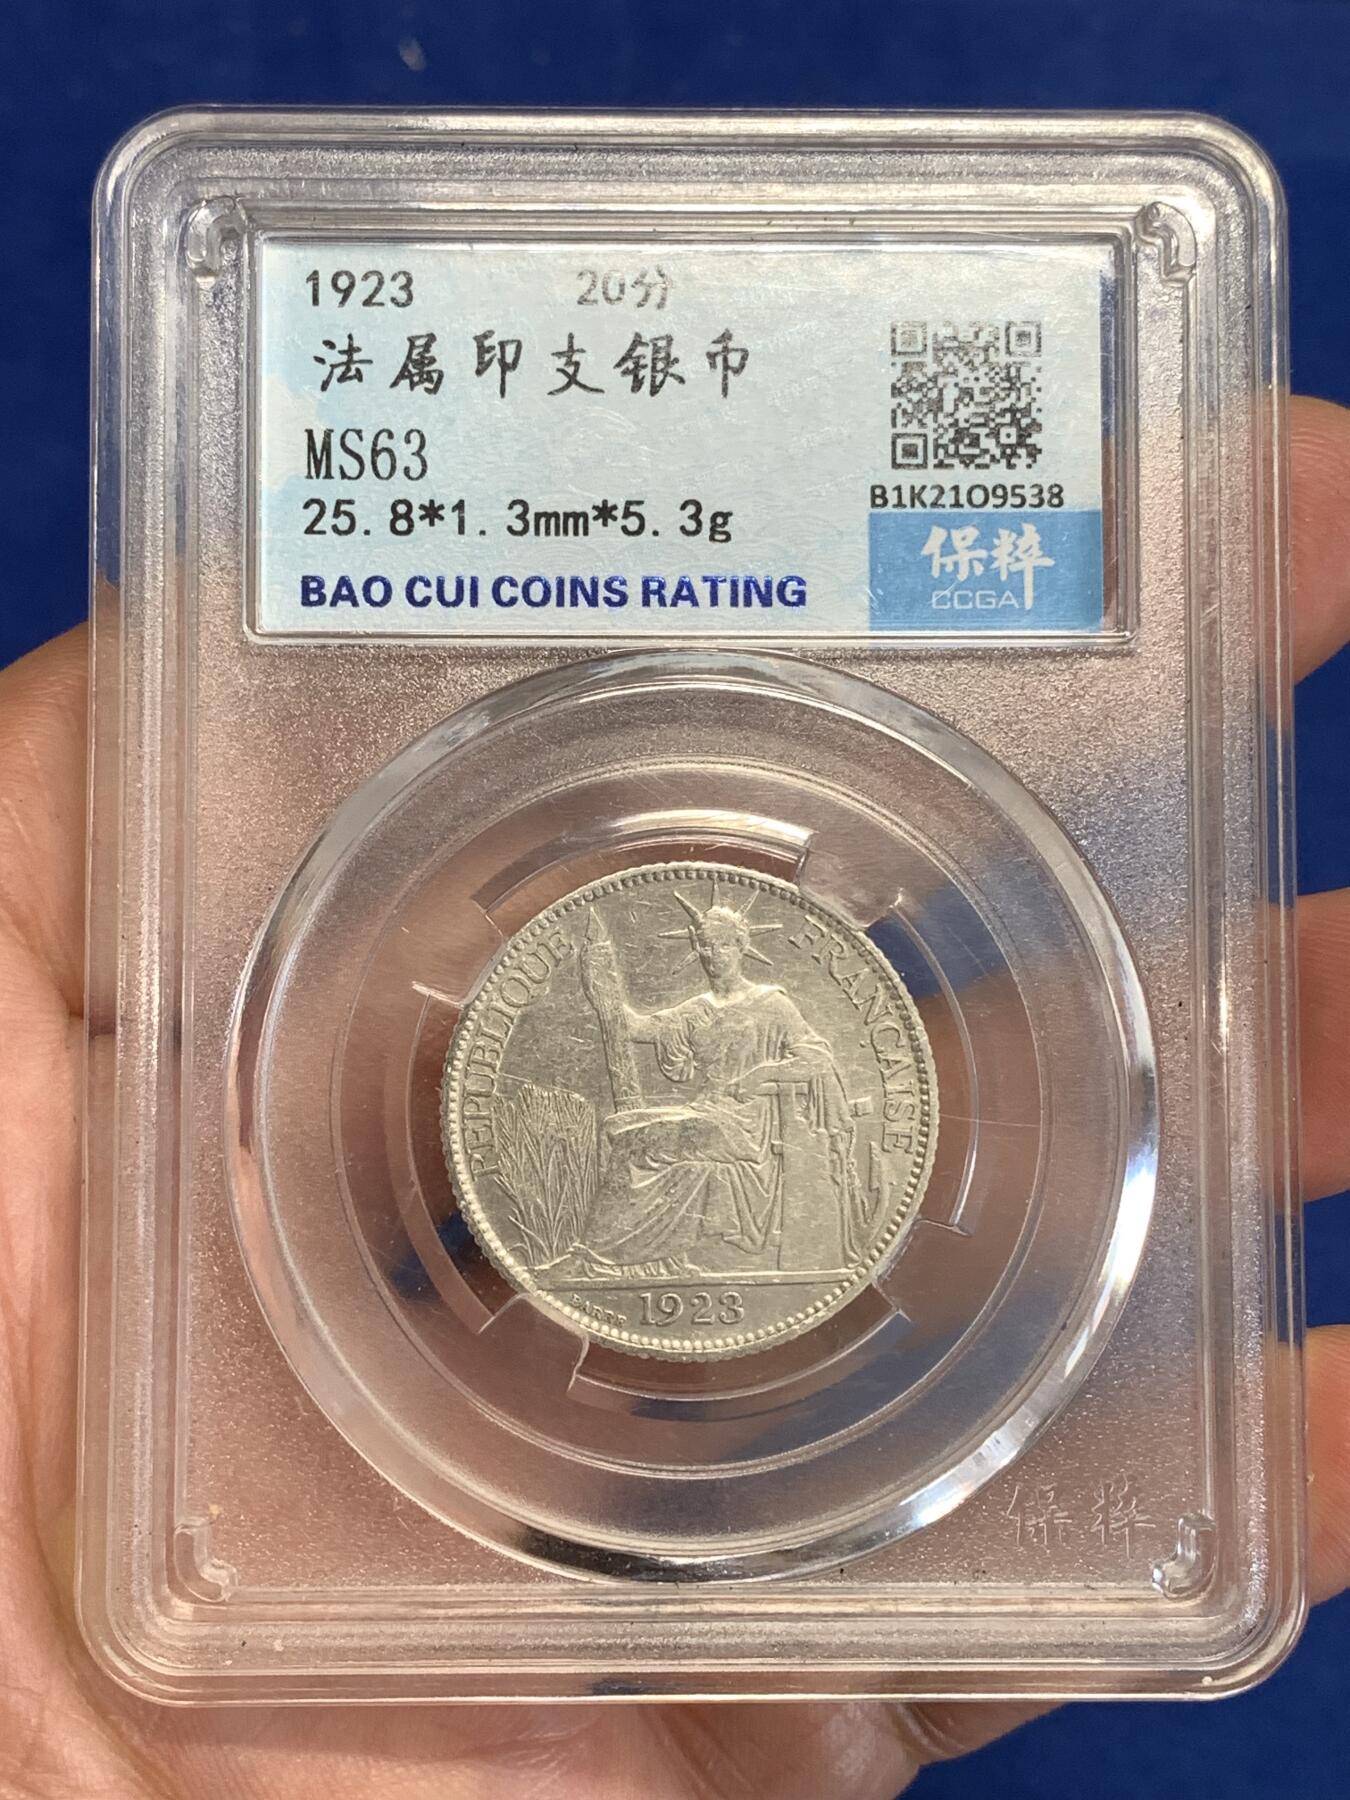 1923 20分
法属印支银币
MS63
25.8*1.3mm*5.3g
BAO CUI COINS RATING
B1K21O9538
保粹
CCGA
REPUBLIQUE FRANÇAISE
BARRE 1923
保粹